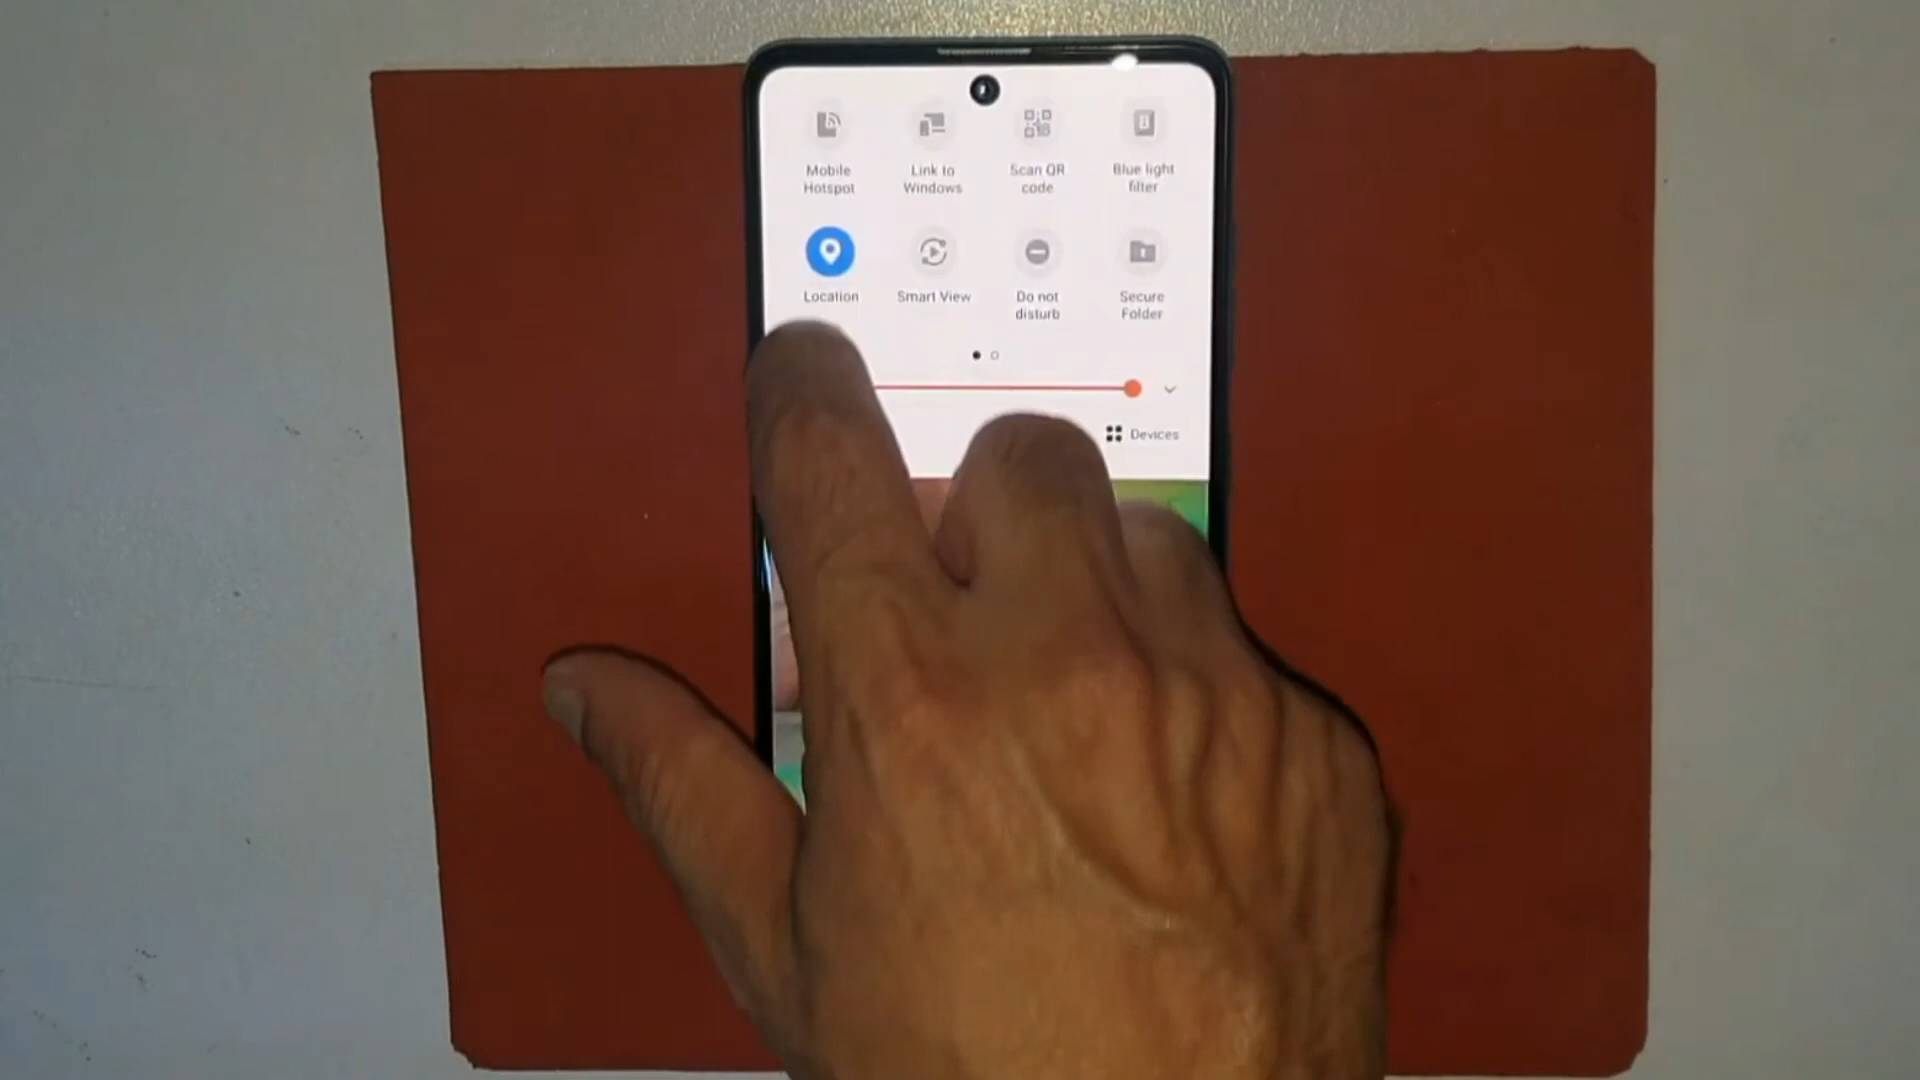 Mobile
Hotspot
Link to
Windows
Scan QR
code
Blue light
filter
Location
Smart View
Do not
disturb
Secure
Folder
Devices